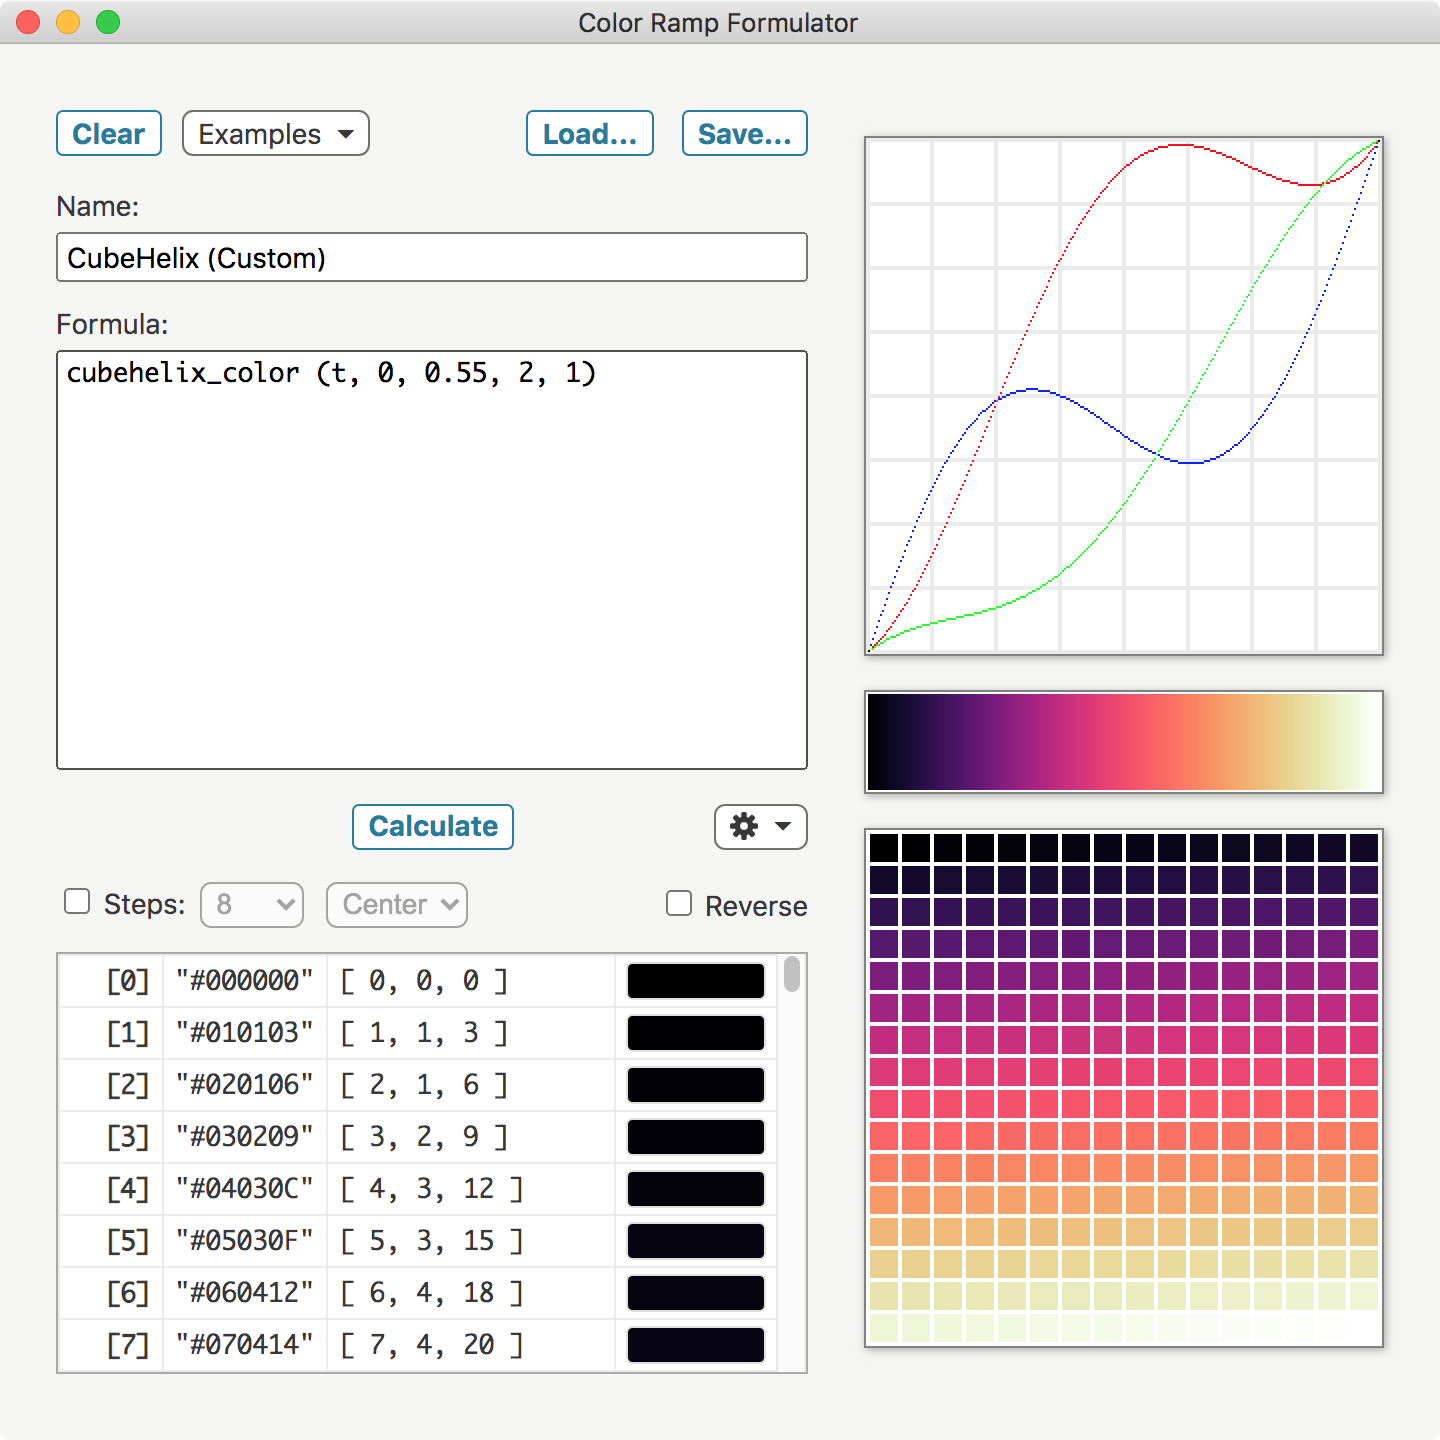 Color Ramp Formulator
Clear Examples Load... Save...
Name:
CubeHelix (Custom)
Formula:
cubehelix_color (t, 0, 0.55, 2, 1)
Calculate
Steps: 8 Center Reverse
[0] "#000000" [ 0, 0, 0 ]
[1] "#010103" [ 1, 1, 3 ]
[2] "#020106" [ 2, 1, 6 ]
[3] "#030209" [ 3, 2, 9 ]
[4] "#04030C" [ 4, 3, 12 ]
[5] "#05030F" [ 5, 3, 15 ]
[6] "#060412" [ 6, 4, 18 ]
[7] "#070414" [ 7, 4, 20 ]